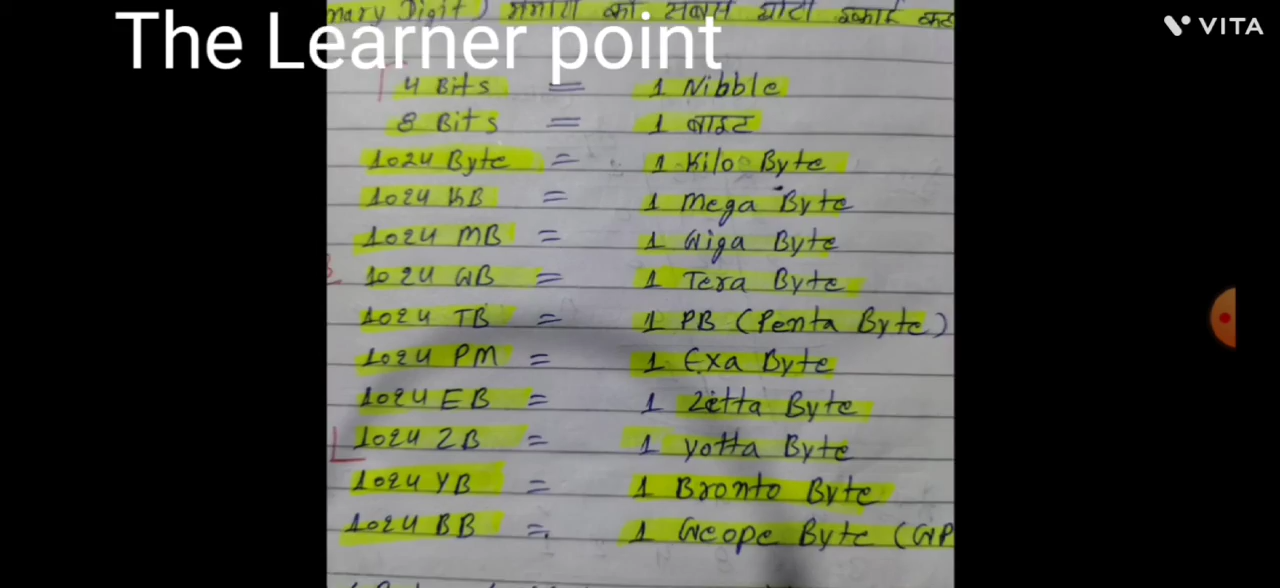 nary Digit)
The Learner point
VITA
4 Bits = 1 Nibble
8 Bits = 1 बाइट
1024 Byte = 1 Kilo Byte
1024 KB = 1 Mega Byte
1024 MB = 1 Giga Byte
1024 GB = 1 Tera Byte
1024 TB = 1 PB (Penta Byte)
1024 PM = 1 Exa Byte
1024 EB = 1 Zetta Byte
1024 ZB = 1 Yotta Byte
1024 YB = 1 Bronto Byte
1024 BB = 1 Geope Byte (GP